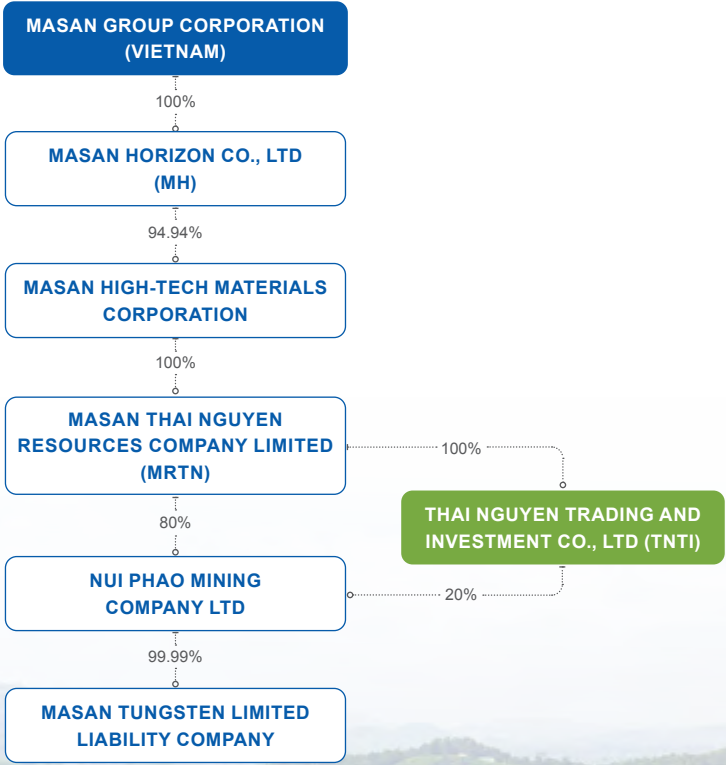 MASAN GROUP CORPORATION
(VIETNAM)
100%
MASAN HORIZON CO., LTD
(MH)
94.94%
MASAN HIGH-TECH MATERIALS
CORPORATION
100%
MASAN THAI NGUYEN
RESOURCES COMPANY LIMITED
(MRTN)
100%
THAI NGUYEN TRADING AND
INVESTMENT CO., LTD (TNTI)
80%
20%
NUI PHAO MINING
COMPANY LTD
99.99%
MASAN TUNGSTEN LIMITED
LIABILITY COMPANY